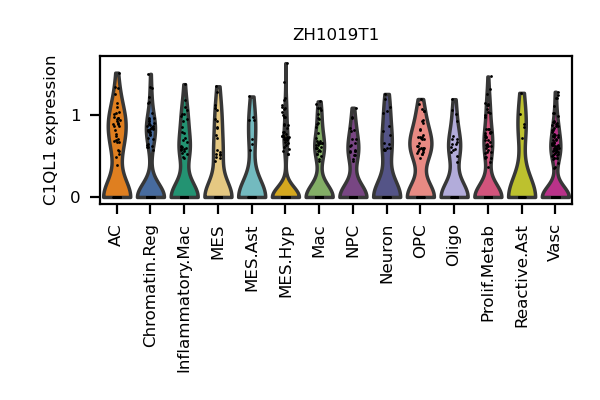 ZH1019T1
C1QL1 expression
1
0
AC
Chromatin.Reg
Inflammatory.Mac
MES
MES.Ast
MES.Hyp
Mac
NPC
Neuron
OPC
Oligo
Prolif.Metab
Reactive.Ast
Vasc